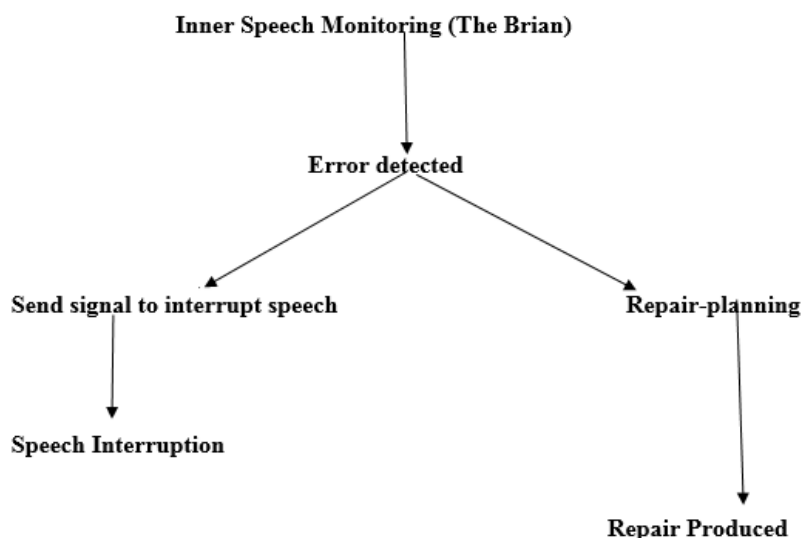 Inner Speech Monitoring (The Brian)
Error detected
Send signal to interrupt speech
Repair-planning
Speech Interruption
Repair Produced